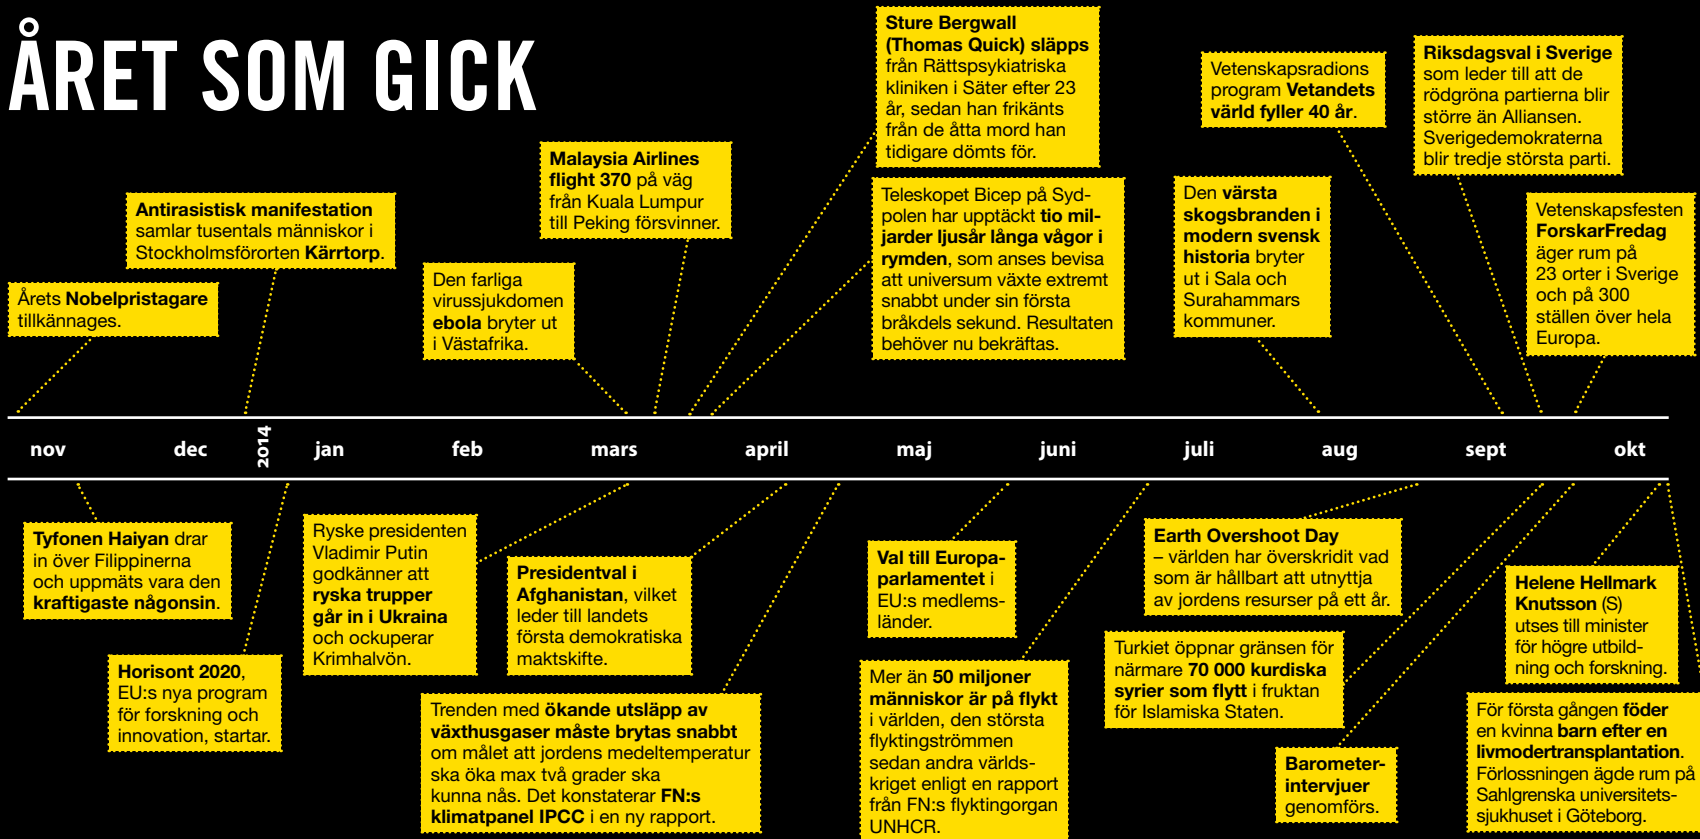 ÅRET SOM GICK
Årets Nobelpristagare
tillkännages.
Antirasistisk manifestation
samlar tusentals människor i
Stockholmsförorten Kärrtorp.
Den farliga
virussjukdomen
ebola bryter ut
i Västafrika.
Malaysia Airlines
flight 370 på väg
från Kuala Lumpur
till Peking försvinner.
Sture Bergwall
(Thomas Quick) släpps
från Rättspsykiatriska
kliniken i Säter efter 23
år, sedan han frikänts
från de åtta mord han
tidigare dömts för.
Teleskopet Bicep på Syd-
polen har upptäckt tio mil-
jarder ljusår långa vågor i
rymden, som anses bevisa
att universum växte extremt
snabbt under sin första
bråkdels sekund. Resultaten
behöver nu bekräftas.
Vetenskapsradions
program Vetandets
värld fyller 40 år.
Den värsta
skogsbranden i
modern svensk
historia bryter
ut i Sala och
Surahammars
kommuner.
Riksdagsval i Sverige
som leder till att de
rödgröna partierna blir
större än Alliansen.
Sverigedemokraterna
blir tredje största parti.
Vetenskapsfesten
ForskarFredag
äger rum på
23 orter i Sverige
och på 300
ställen över hela
Europa.
nov dec 2014 jan feb mars april maj juni juli aug sept okt
Tyfonen Haiyan drar
in över Filippinerna
och uppmäts vara den
kraftigaste någonsin.
Horisont 2020,
EU:s nya program
för forskning och
innovation, startar.
Ryske presidenten
Vladimir Putin
godkänner att
ryska trupper
går in i Ukraina
och ockuperar
Krimhalvön.
Presidentval i
Afghanistan, vilket
leder till landets
första demokratiska
maktskifte.
Trenden med ökande utsläpp av
växthusgaser måste brytas snabbt
om målet att jordens medeltemperatur
ska öka max två grader ska
kunna nås. Det konstaterar FN:s
klimatpanel IPCC i en ny rapport.
Val till Europa-
parlamentet i
EU:s medlems-
länder.
Mer än 50 miljoner
människor är på flykt
i världen, den största
flyktingströmmen
sedan andra världs-
kriget enligt en rapport
från FN:s flyktingorgan
UNHCR.
Earth Overshoot Day
– världen har överskridit vad
som är hållbart att utnyttja
av jordens resurser på ett år.
Turkiet öppnar gränsen för
närmare 70 000 kurdiska
syrier som flytt i fruktan
för Islamiska Staten.
Barometer-
intervjuer
genomförs.
Helene Hellmark
Knutsson (S)
utses till minister
för högre utbild-
ning och forskning.
För första gången föder
en kvinna barn efter en
livmodertransplantation.
Förlossningen ägde rum på
Sahlgrenska universitets-
sjukhuset i Göteborg.